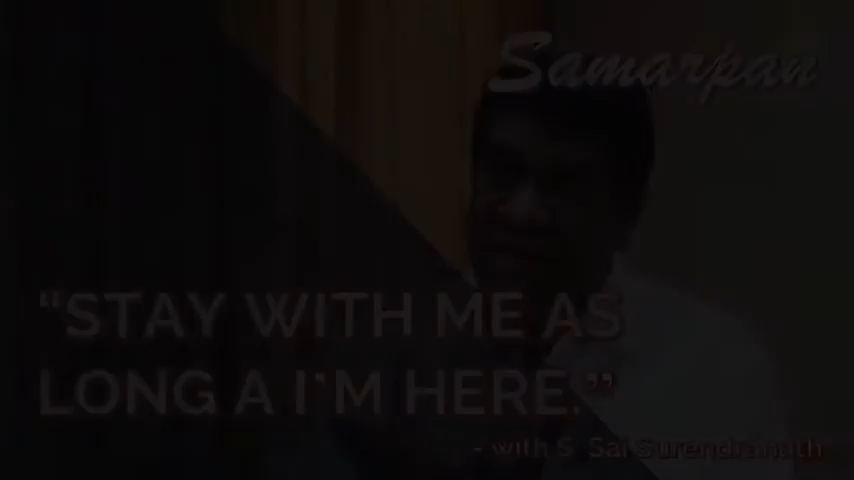 Samarpan
"STAY WITH ME AS
LONG A I'M HERE."
- with S. Sai Surendranath